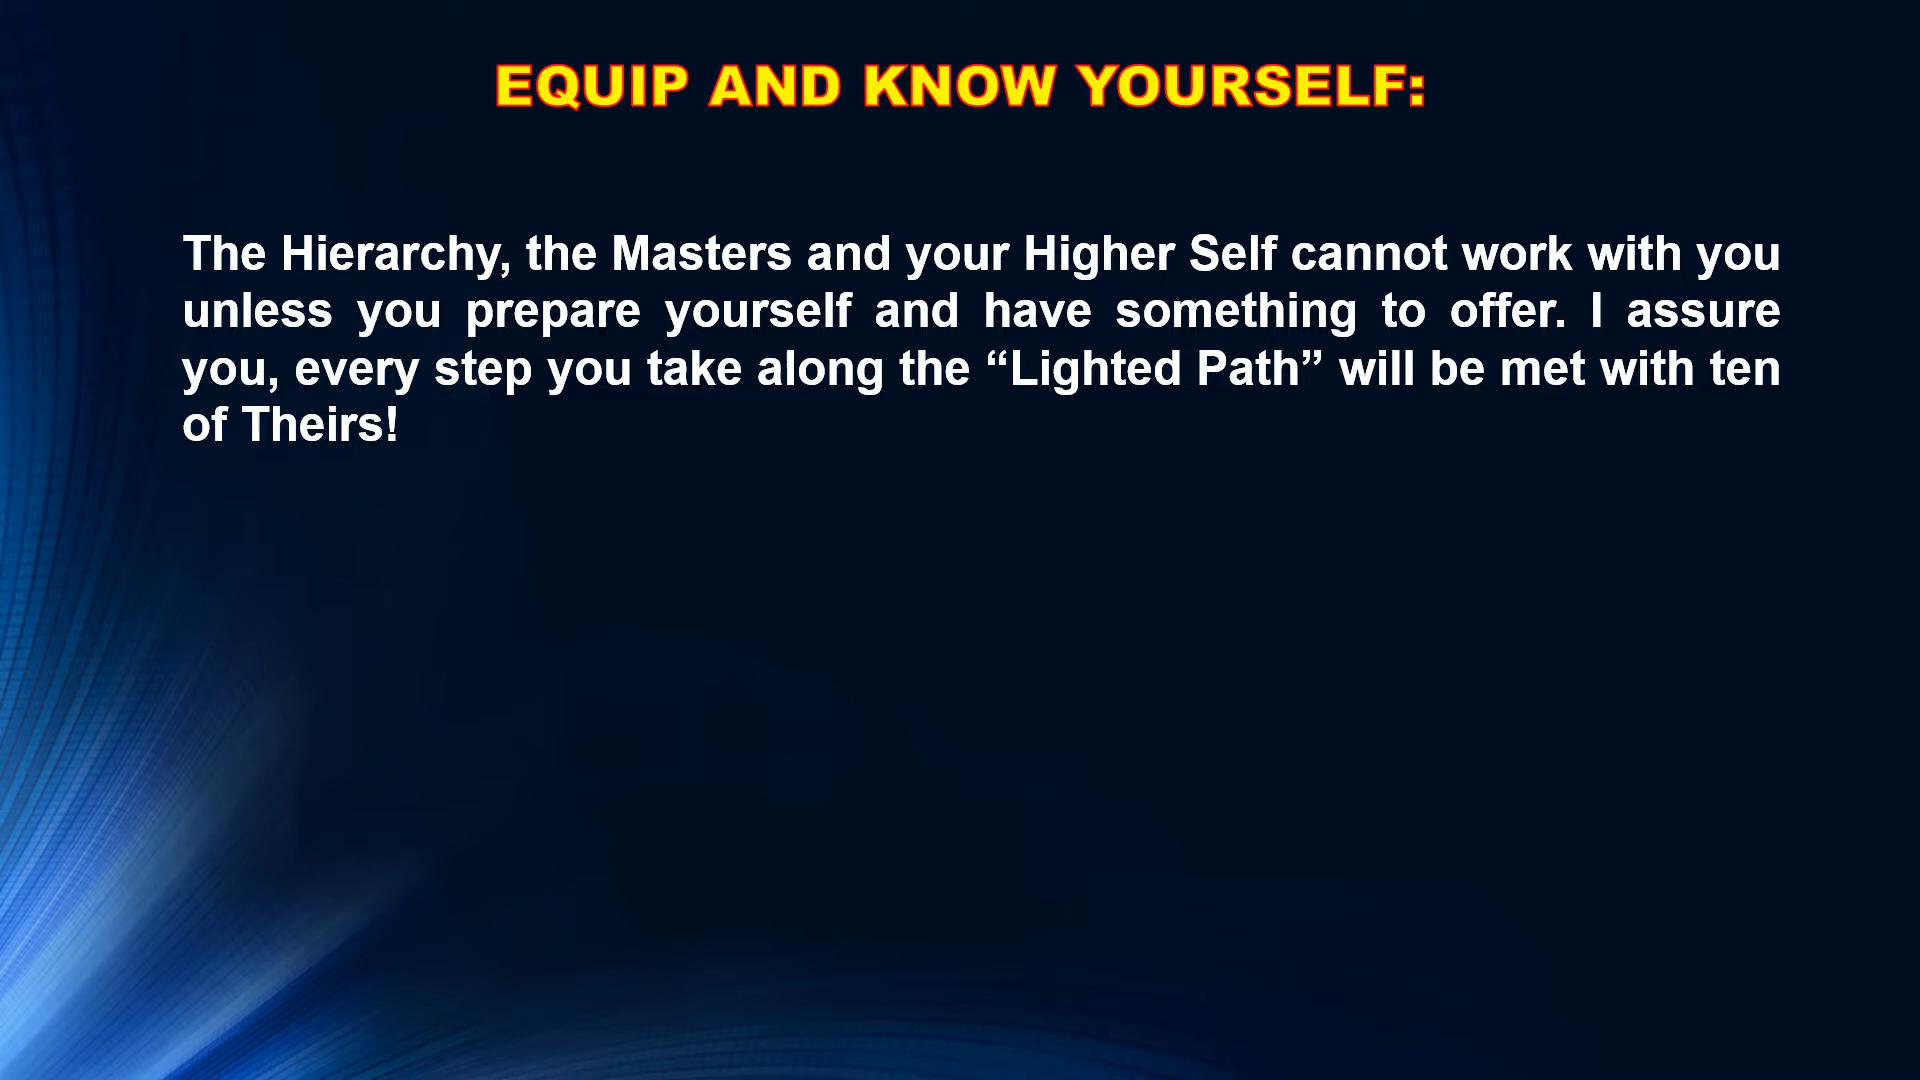 EQUIP AND KNOW YOURSELF:
The Hierarchy, the Masters and your Higher Self cannot work with you
unless you prepare yourself and have something to offer. I assure
you, every step you take along the “Lighted Path” will be met with ten
of Theirs!